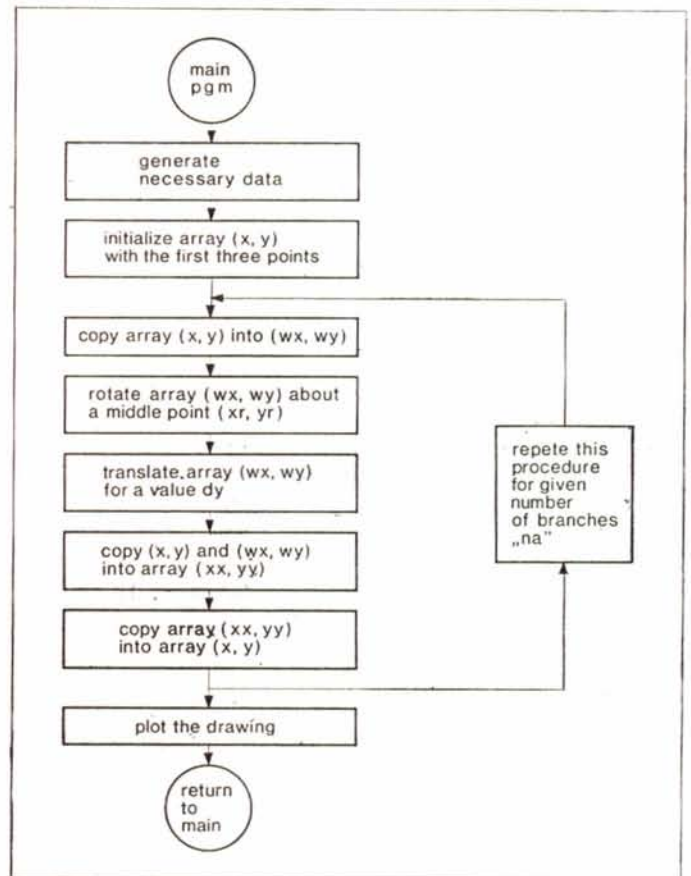 main
pgm
generate
necessary data
initialize array (x, y)
with the first three points
copy array (x, y) into (wx, wy)
rotate array (wx, wy) about
a middle point (xr, yr)
translate array (wx, wy)
for a value dy
copy (x, y) and (wx, wy)
into array (xx, yy)
copy array (xx, yy)
into array (x, y)
repete this
procedure
for given
number
of branches
„na"
plot the drawing
return
to
main